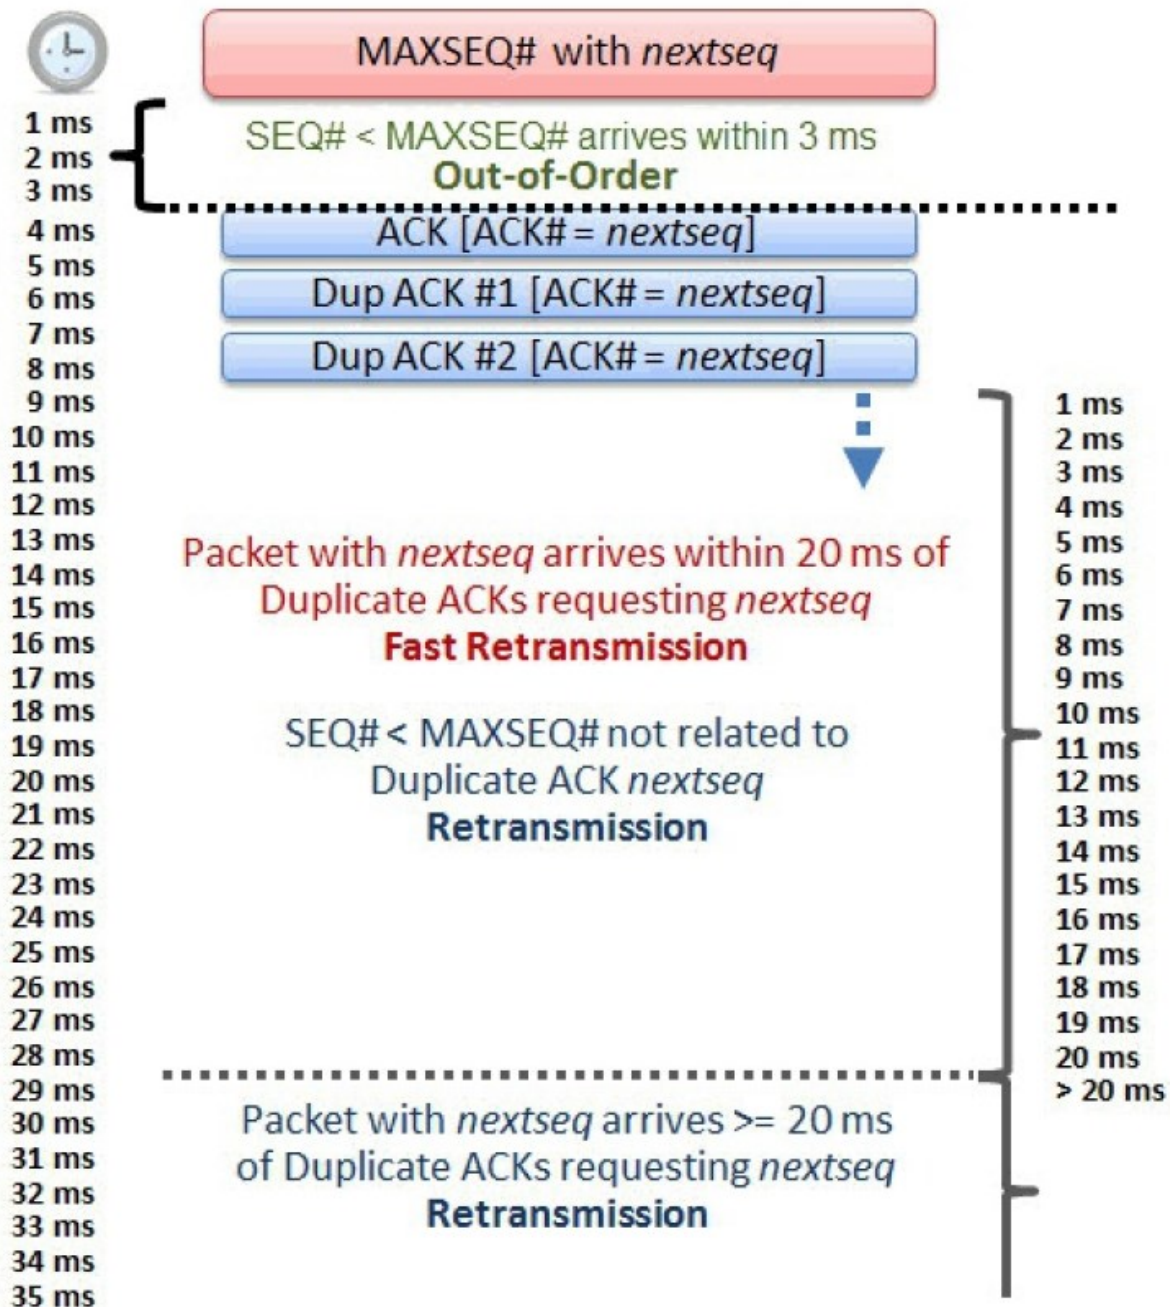 MAXSEQ# with nextseq
1 ms
2 ms
3 ms
SEQ# < MAXSEQ# arrives within 3 ms
Out-of-Order
4 ms
5 ms
6 ms
7 ms
8 ms
9 ms
10 ms
11 ms
12 ms
13 ms
14 ms
15 ms
16 ms
17 ms
18 ms
19 ms
20 ms
21 ms
22 ms
23 ms
24 ms
25 ms
26 ms
27 ms
28 ms
29 ms
30 ms
31 ms
32 ms
33 ms
34 ms
35 ms
ACK [ACK# = nextseq]
Dup ACK #1 [ACK# = nextseq]
Dup ACK #2 [ACK# = nextseq]
Packet with nextseq arrives within 20 ms of
Duplicate ACKs requesting nextseq
Fast Retransmission
SEQ# < MAXSEQ# not related to
Duplicate ACK nextseq
Retransmission
Packet with nextseq arrives >= 20 ms
of Duplicate ACKs requesting nextseq
Retransmission
1 ms
2 ms
3 ms
4 ms
5 ms
6 ms
7 ms
8 ms
9 ms
10 ms
11 ms
12 ms
13 ms
14 ms
15 ms
16 ms
17 ms
18 ms
19 ms
20 ms
> 20 ms